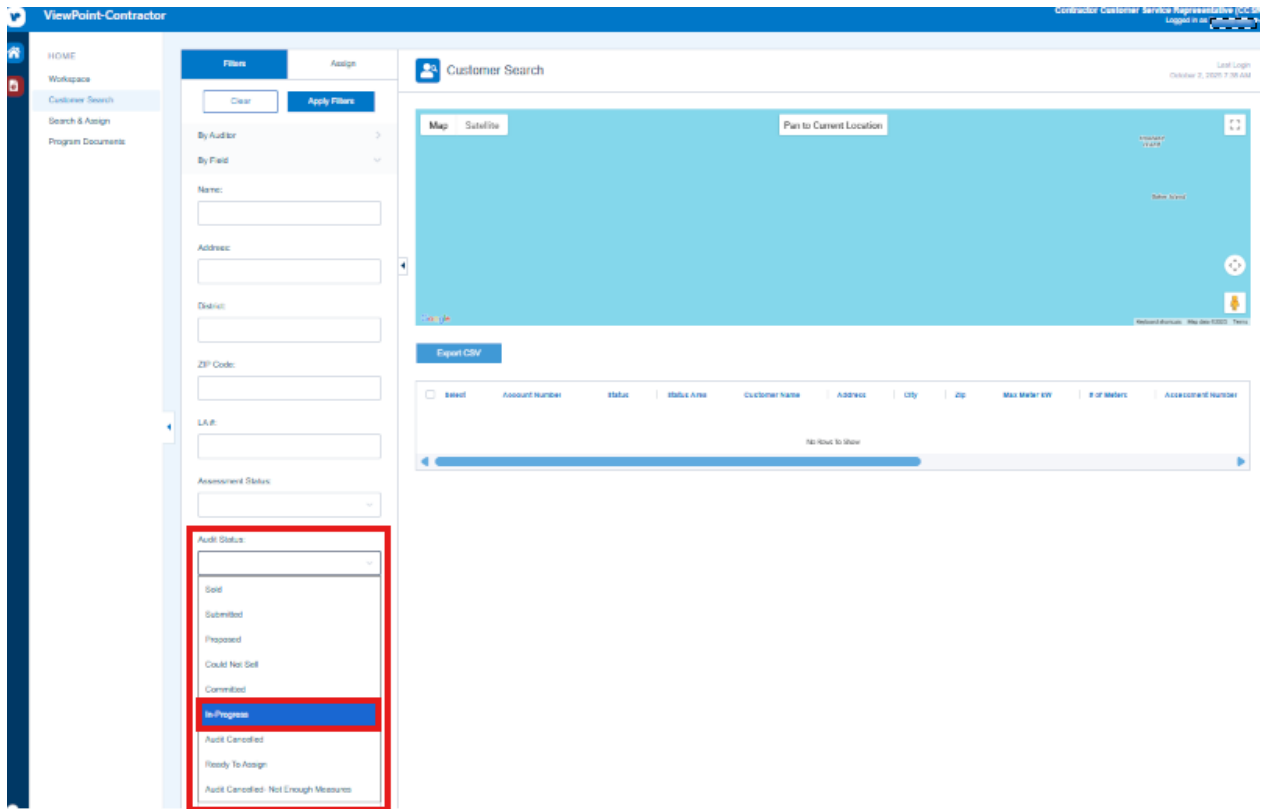 ViewPoint-Contractor
Contractor Customer Service Representative (CCS
Logged in as
HOME
Workspace
Customer Search
Search & Assign
Program Documents
Filters
Assign
Clear
Apply Filters
By Auditor
By Field
Name:
Address:
District:
ZIP Code:
LA #:
Assessment Status:
Audit Status:
Sold
Submitted
Proposed
Could Not Sell
Committed
In-Progress
Audit Cancelled
Ready To Assign
Audit Cancelled- Not Enough Measures
Customer Search
Last Login
Map
Satellite
Pan to Current Location
Google
Keyboard shortcuts
Terms
Export CSV
Select
Account Number
Status
Status Area
Customer Name
Address
City
Zip
Max Meter kW
# of Meters
Assessment Number
No Rows To Show